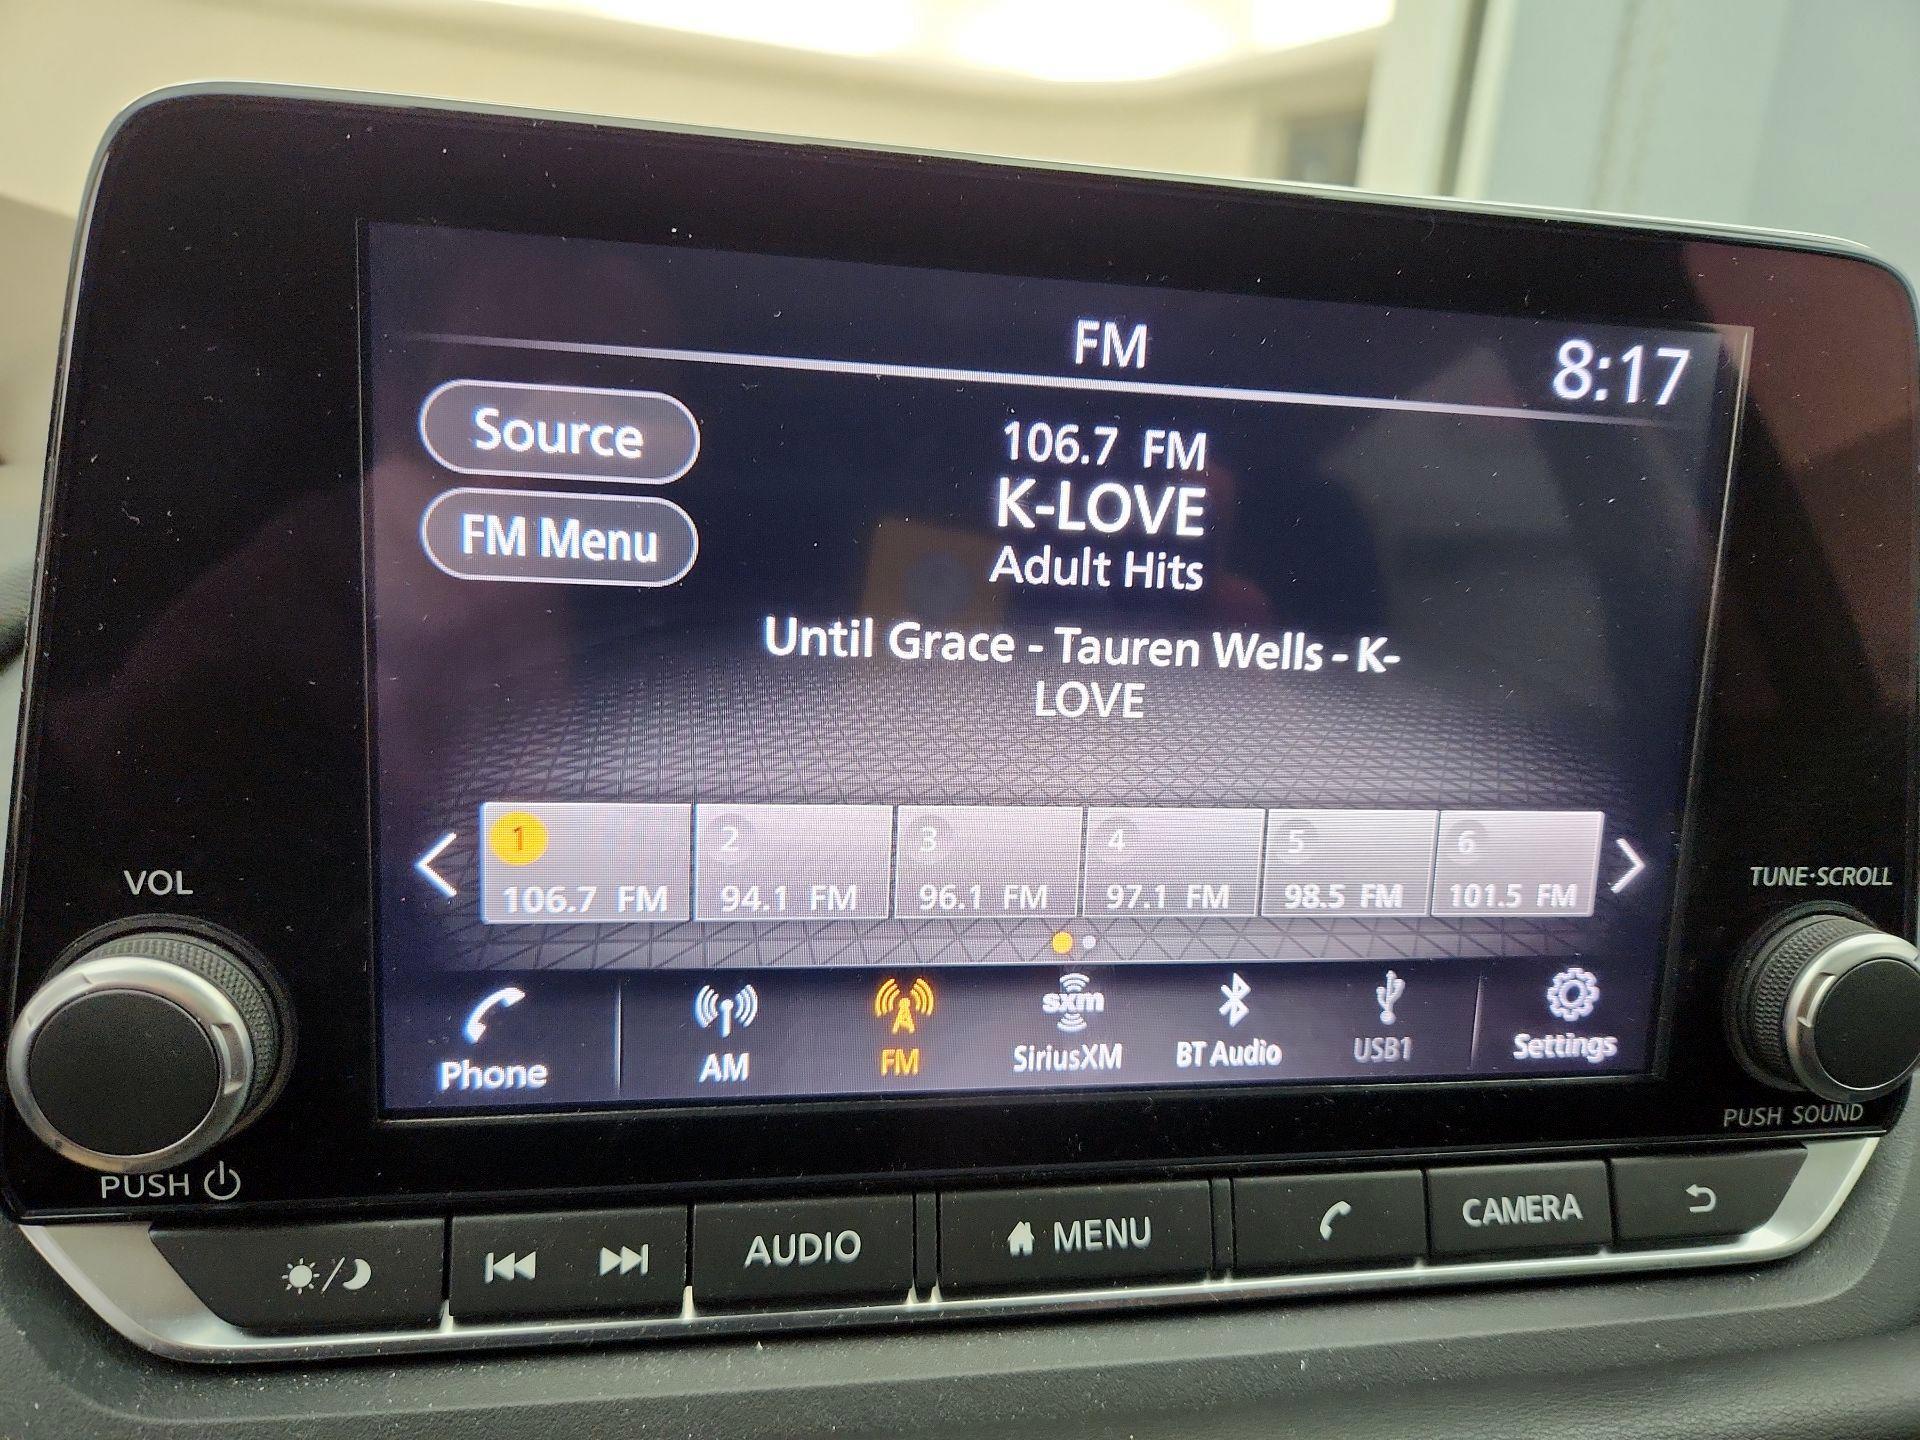 FM
8:17
Source
FM Menu
106.7 FM
K-LOVE
Adult Hits
Until Grace - Tauren Wells - K-
LOVE
1
106.7 FM
2
94.1 FM
3
96.1 FM
4
97.1 FM
5
98.5 FM
6
101.5 FM
Phone
AM
FM
sxm
SiriusXM
BT Audio
USB1
Settings
VOL
PUSH
TUNE·SCROLL
PUSH SOUND
AUDIO
MENU
CAMERA